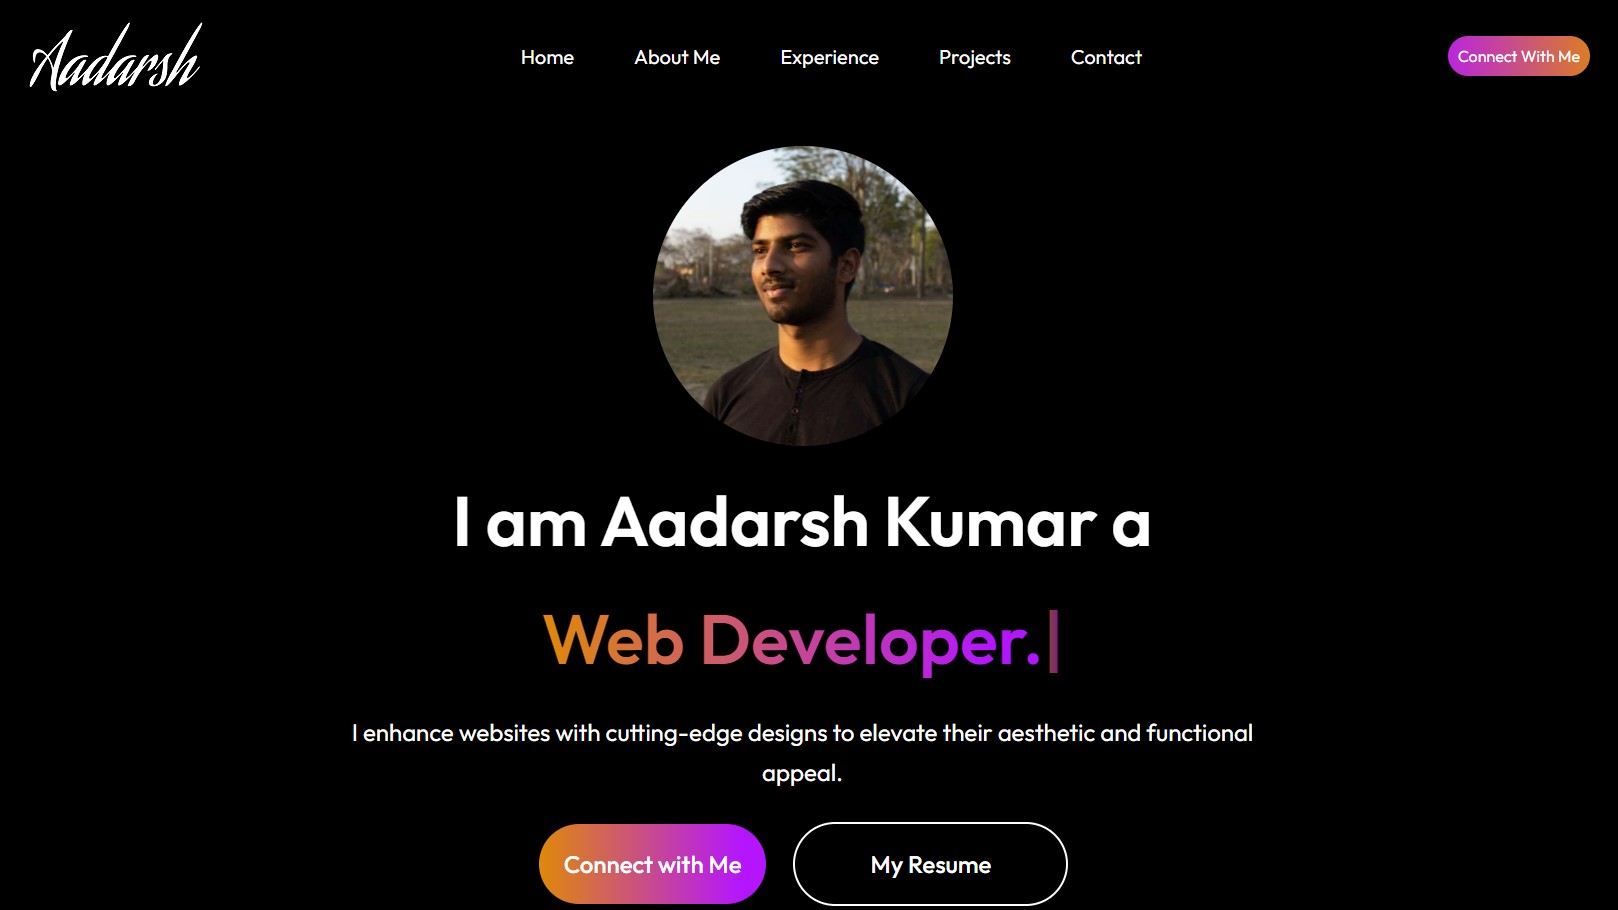 Aadarsh
Home About Me Experience Projects Contact
Connect With Me
I am Aadarsh Kumar a
Web Developer.
I enhance websites with cutting-edge designs to elevate their aesthetic and functional
appeal.
Connect with Me
My Resume